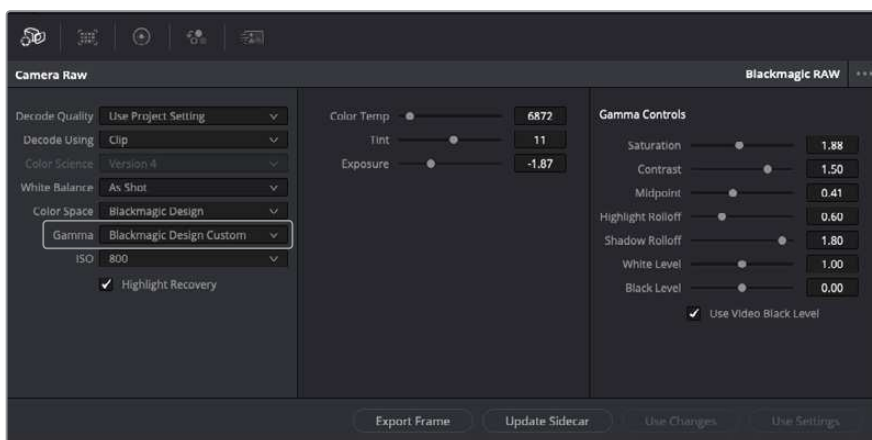 Camera Raw
Blackmagic RAW
Decode Quality Use Project Setting
Decode Using Clip
Color Science Version 4
White Balance As Shot
Color Space Blackmagic Design
Gamma Blackmagic Design Custom
ISO 800
Highlight Recovery
Color Temp 6872
Tint 11
Exposure -1.87
Gamma Controls
Saturation 1.88
Contrast 1.50
Midpoint 0.41
Highlight Rolloff 0.60
Shadow Rolloff 1.80
White Level 1.00
Black Level 0.00
Use Video Black Level
Export Frame
Update Sidecar
Use Changes
Use Settings